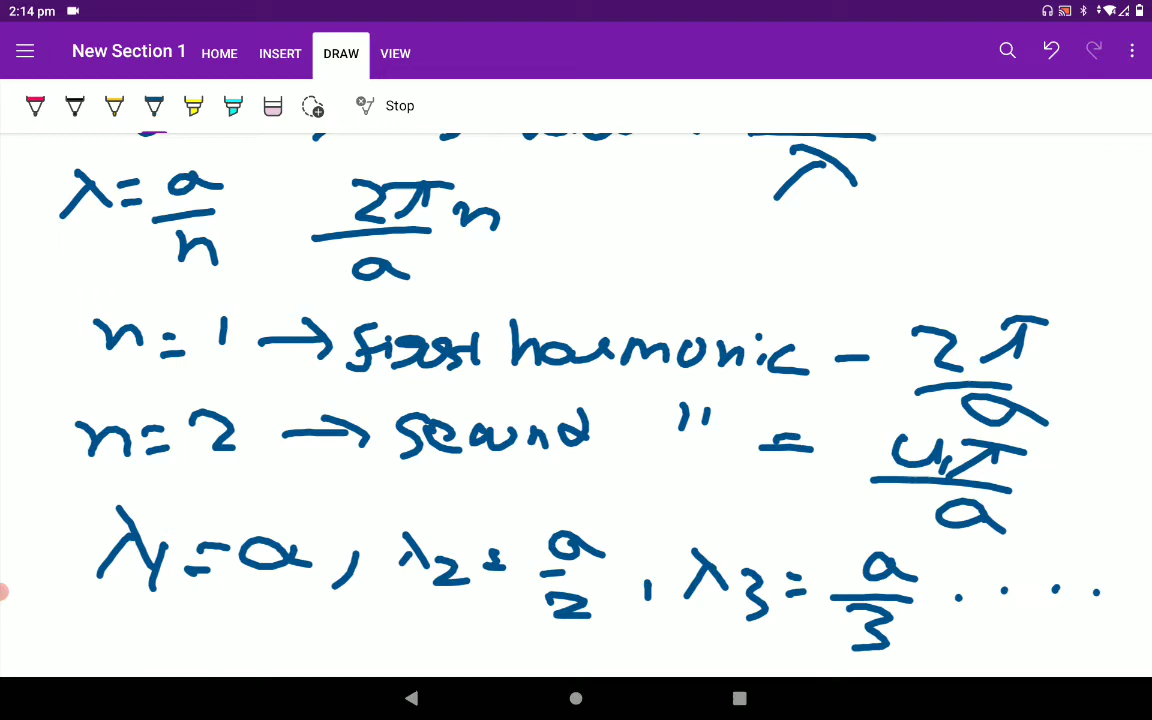 2:14 pm
New Section 1 HOME INSERT DRAW VIEW
Stop
λ = a/n 2π/a n
n = 1 → first harmonic - 2π/a
n = 2 → second " = 4π/a
λ1 = a, λ2 = a/2, λ3 = a/3 ....